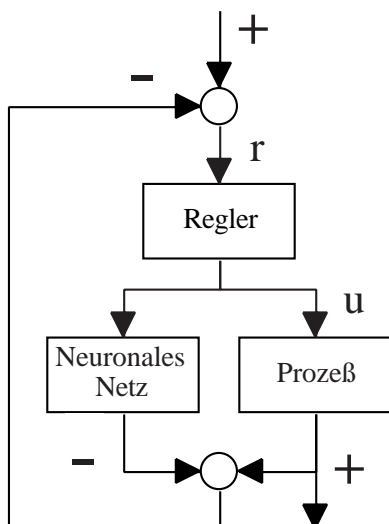 +
-
r
Regler
u
Neuronales
Netz
Prozeß
-
+